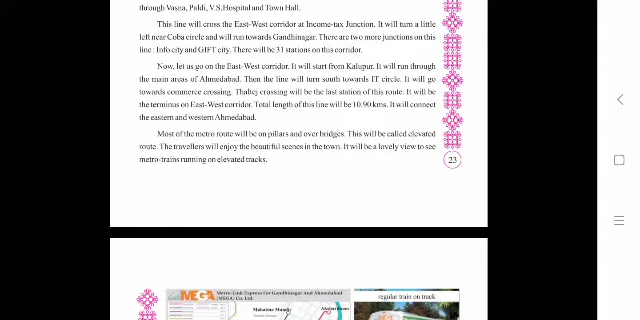 through Vasna, Paldi, V.S.Hospital and Town Hall.
This line will cross the East-West corridor at Income-tax Junction. It will turn a little
left near Coba circle and will run towards Gandhinagar. There are two more junctions on this
line : Info city and GIFT city. There will be 31 stations on this corridor.
Now, let us go on the East-West corridor. It will start from Kalupur. It will run through
the main areas of Ahmedabad. Then the line will turn south towards IT circle. It will go
towards commerce crossing. Thaltej crossing will be the last station of this route. It will be
the terminus on East-West corridor. Total length of this line will be 10.90 kms. It will connect
the eastern and western Ahmedabad.
Most of the metro route will be on pillars and over bridges. This will be called elevated
route. The travellers will enjoy the beautiful scenes in the town. It will be a lovely view to see
metro-trains running on elevated tracks.
23
MEGA
Metro-Link Express For Gandhinagar And Ahmedabad
(MEGA) Co. Ltd.
Mahatma Mandir
Akshardham
regular train on track